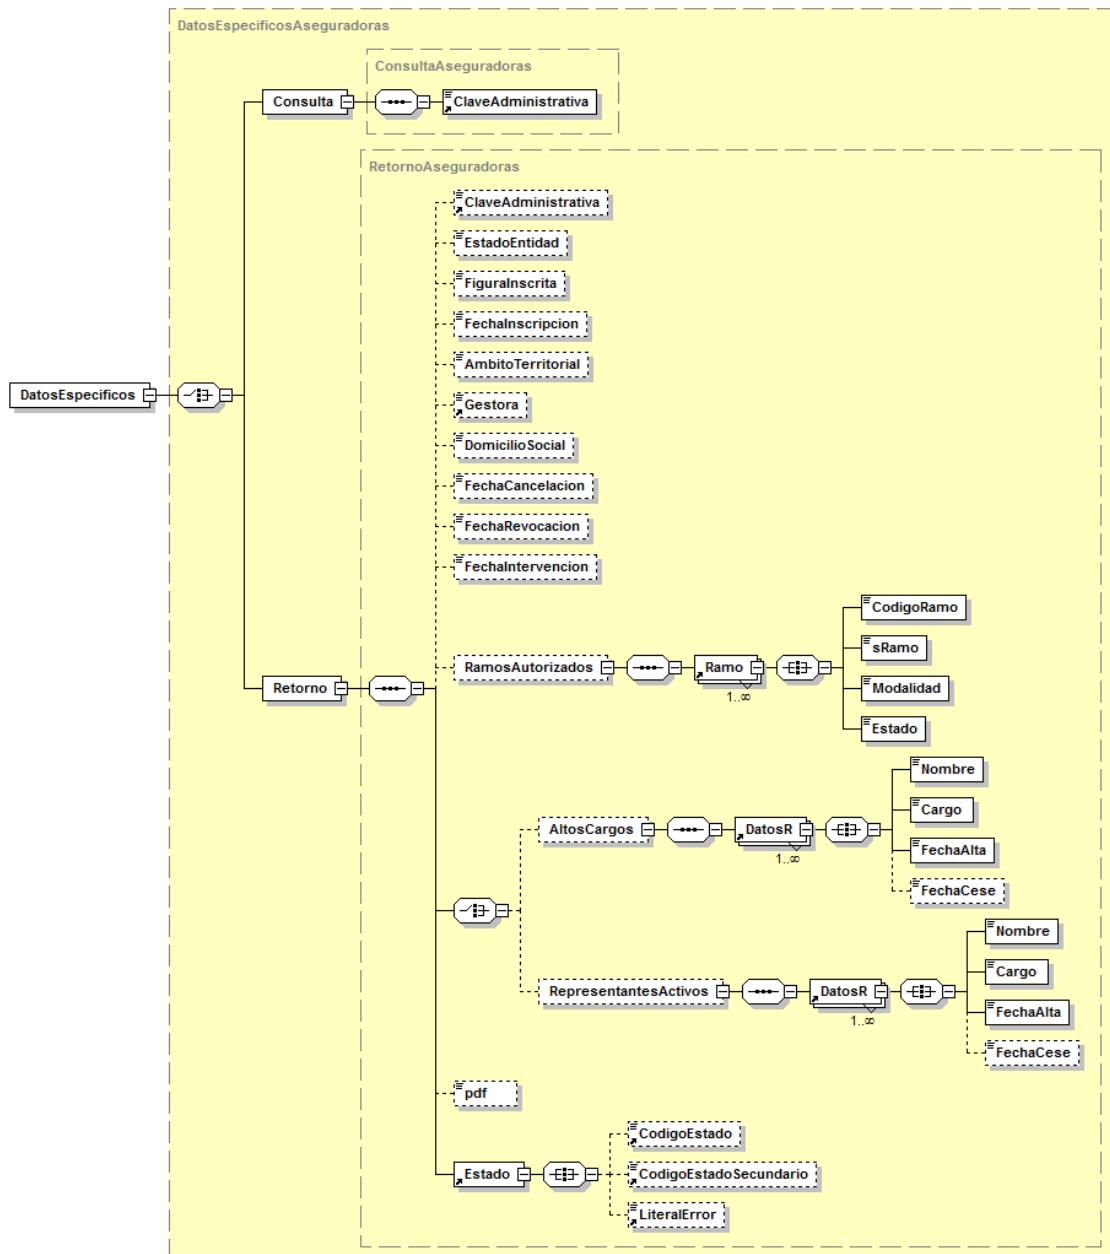 DatosEspecificosAseguradoras
ConsultaAseguradoras
Consulta
ClaveAdministrativa
RetornoAseguradoras
ClaveAdministrativa
EstadoEntidad
FiguraInscrita
FechaInscripcion
AmbitoTerritorial
DatosEspecificos
Gestora
DomicilioSocial
FechaCancelacion
FechaRevocacion
FechaIntervencion
CodigoRamo
sRamo
RamosAutorizados
Ramo
1..∞
Retorno
Modalidad
Estado
Nombre
Cargo
AltosCargos
DatosR
1..∞
FechaAlta
FechaCese
Nombre
Cargo
RepresentantesActivos
DatosR
1..∞
FechaAlta
FechaCese
pdf
CodigoEstado
Estado
CodigoEstadoSecundario
LiteralError